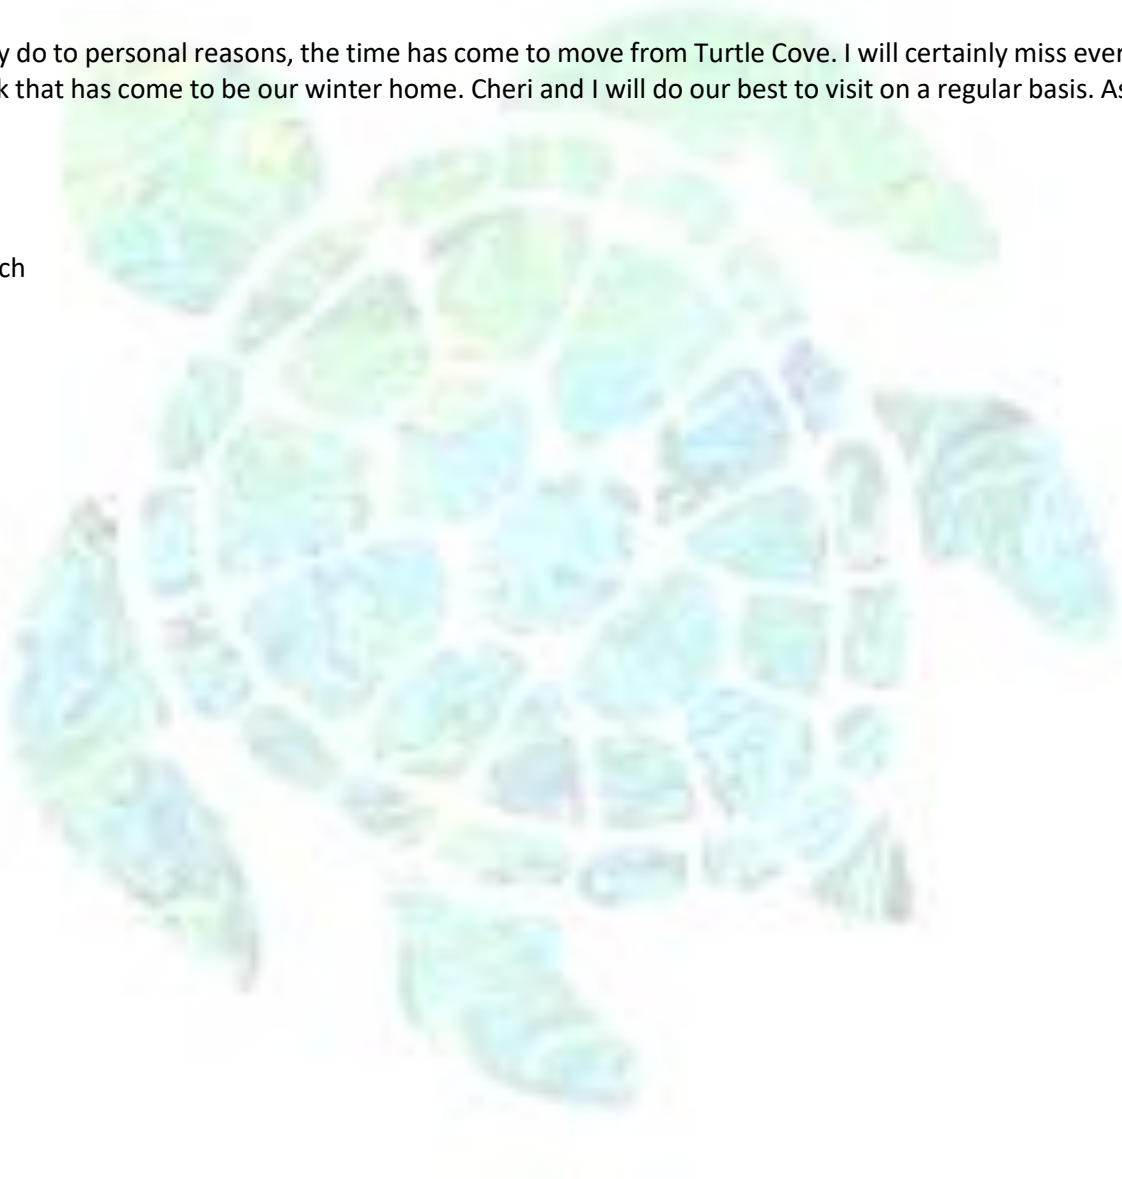 y do to personal reasons, the time has come to move from Turtle Cove. I will certainly miss ever
k that has come to be our winter home. Cheri and I will do our best to visit on a regular basis. As
ch